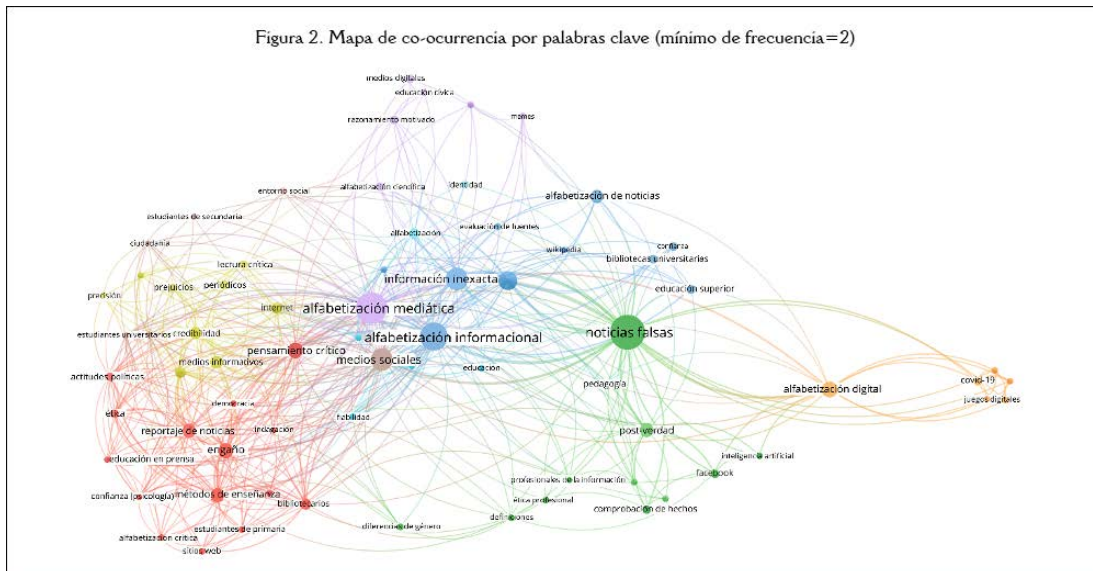 Figura 2. Mapa de co-ocurrencia por palabras clave (mínimo de frecuencia=2)
medios digitales
educación cívica
razonamiento motivado
memes
alfabetización científica
identidad
entorno social
alfabetización de noticias
estudiantes de secundaria
evaluación de fuentes
alfabetización
ciudadanía
wikipedia
confianza
bibliotecas universitarias
lectura crítica
información inexacta
periódicos
prejuicios
precisión
educación superior
internet
alfabetización mediática
estudiantes universitarios
credibilidad
noticias falsas
alfabetización informacional
pensamiento crítico
medios sociales
medios informativos
educación
actitudes políticas
covid-19
pedagogía
alfabetización digital
juegos digitales
democracia
ética
fiabilidad
reportaje de noticias
indagación
post-verdad
engaño
inteligencia artificial
educación en prensa
facebook
profesionales de la información
confianza (psicología)
métodos de enseñanza
bibliotecarios
ética profesional
comprobación de hechos
definiciones
diferencias de género
estudiantes de primaria
alfabetización crítica
sitios web